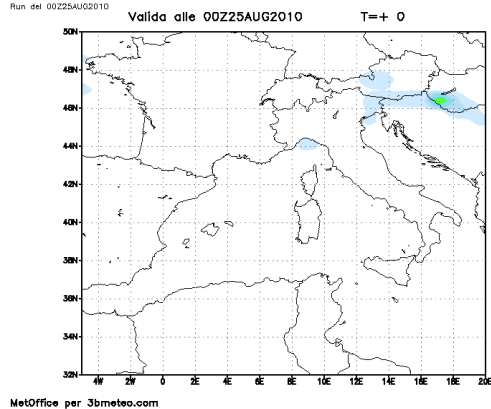 Run del 00Z25AUG2010
Valida alle 00Z25AUG2010 T=+ 0
50N
48N
46N
44N
42N
40N
38N
36N
34N
32N
4W 2W 0 2E 4E 6E 8E 10E 12E 14E 16E 18E 20E
MetOffice per 3bmeteo.com